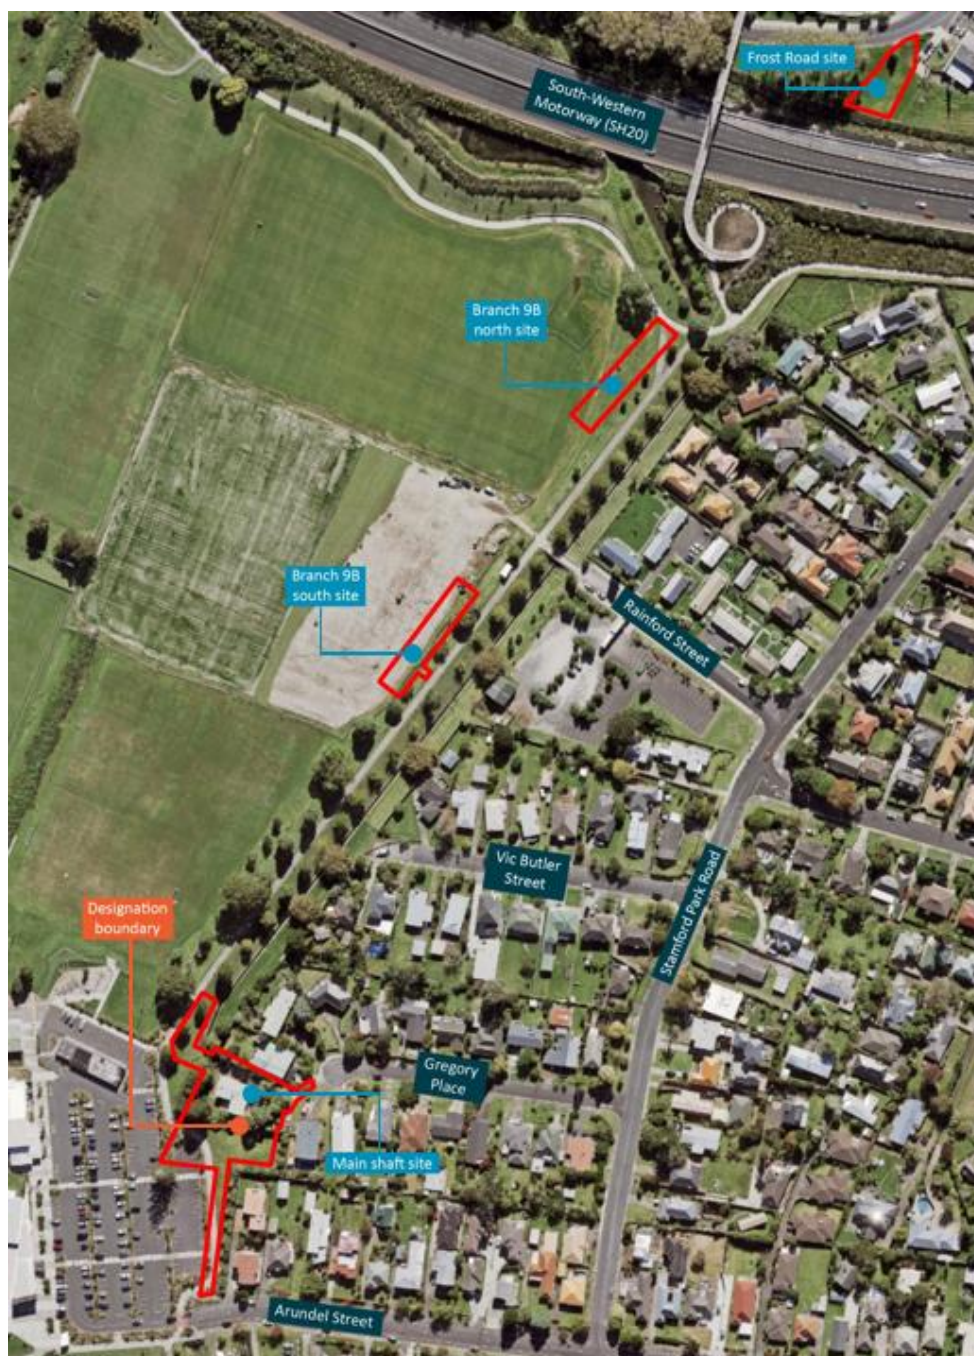 Frost Road site
South-Western
Motorway (SH20)
Branch 9B
north site
Branch 9B
south site
Rainford Street
Vic Butler
Street
Stamford Park Road
Designation
boundary
Gregory
Place
Main shaft site
Arundel Street